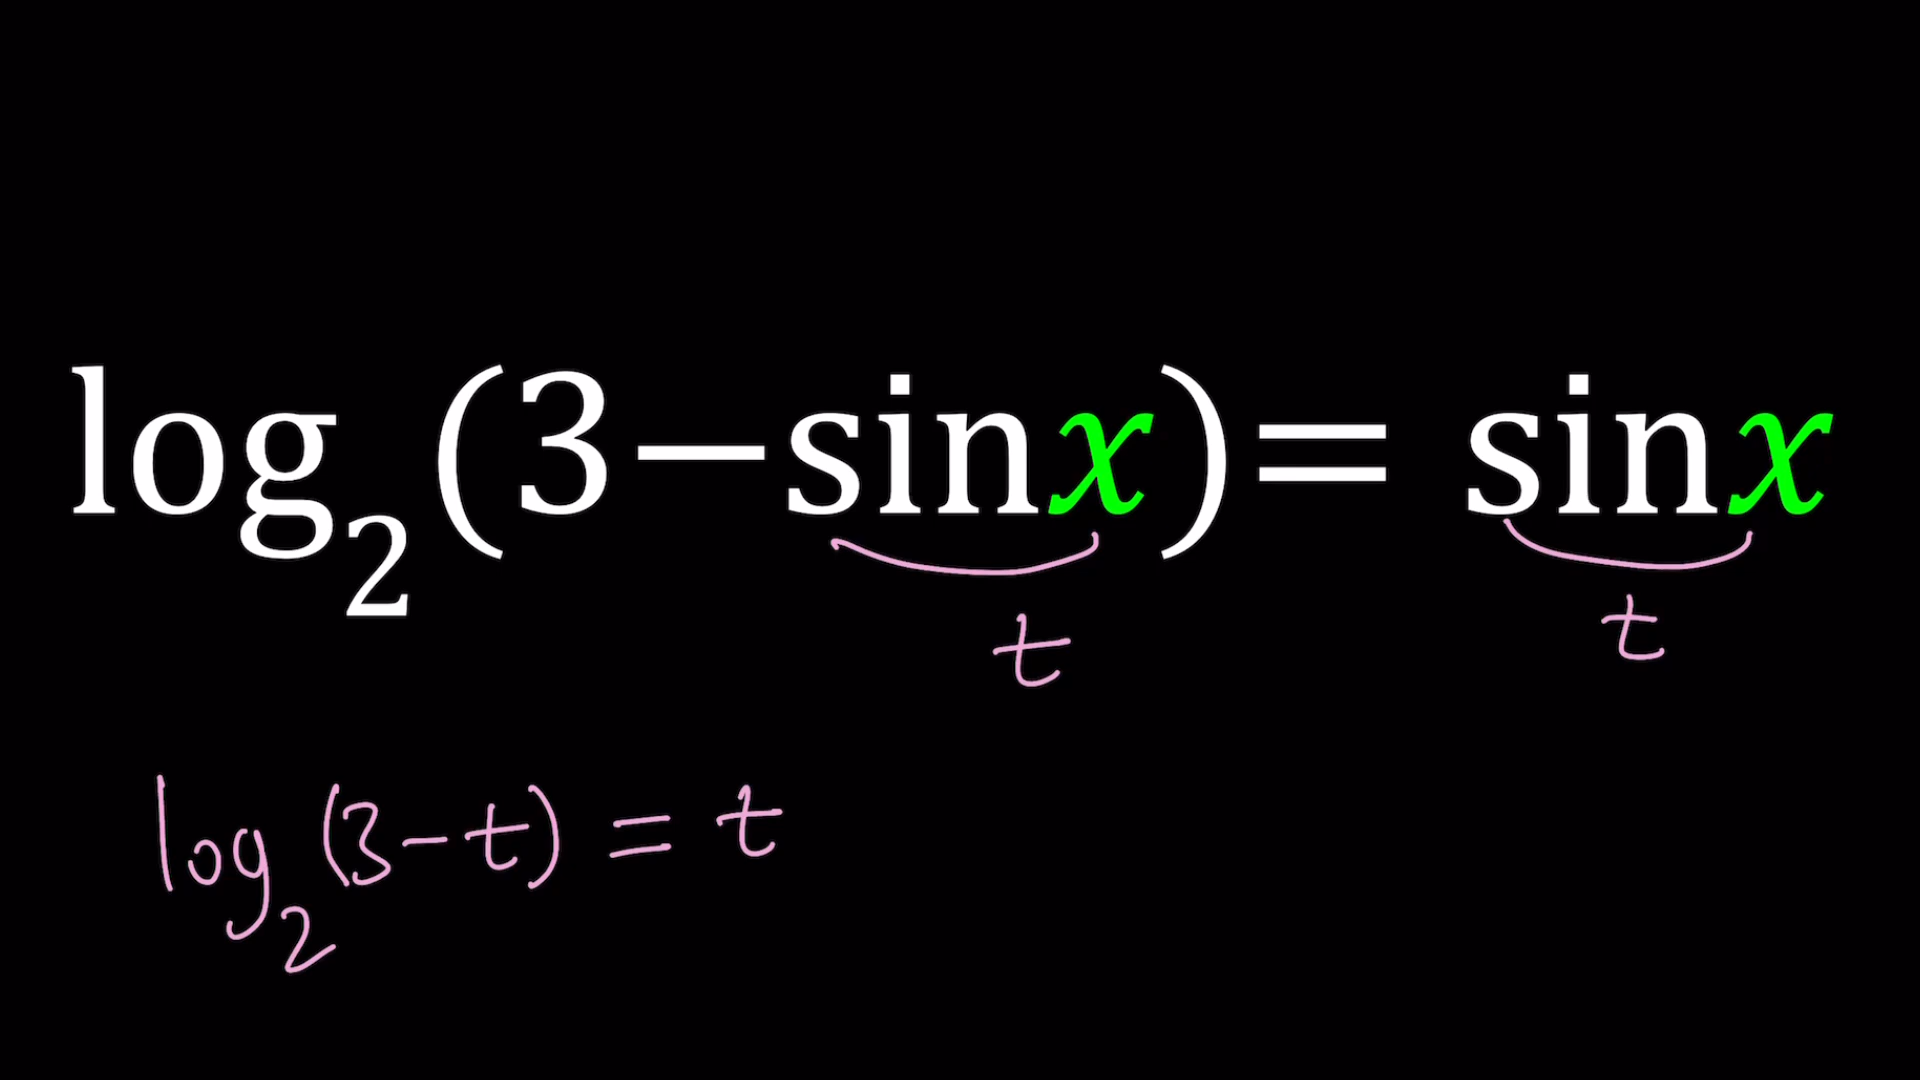 log₂(3−sinx)= sinx
t t
log₂(3-t) = t